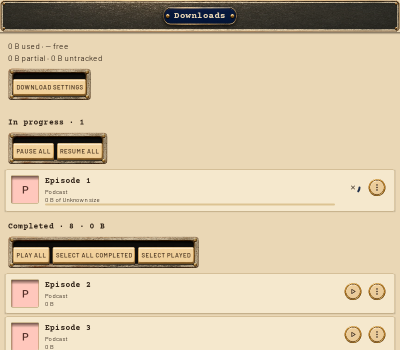 Downloads
0 B used · — free
0 B partial · 0 B untracked
DOWNLOAD SETTINGS
In progress · 1
PAUSE ALL RESUME ALL
P
Episode 1
Podcast
0 B of Unknown size
Completed · 8 · 0 B
PLAY ALL SELECT ALL COMPLETED SELECT PLAYED
P
Episode 2
Podcast
0 B
P
Episode 3
Podcast
0 B